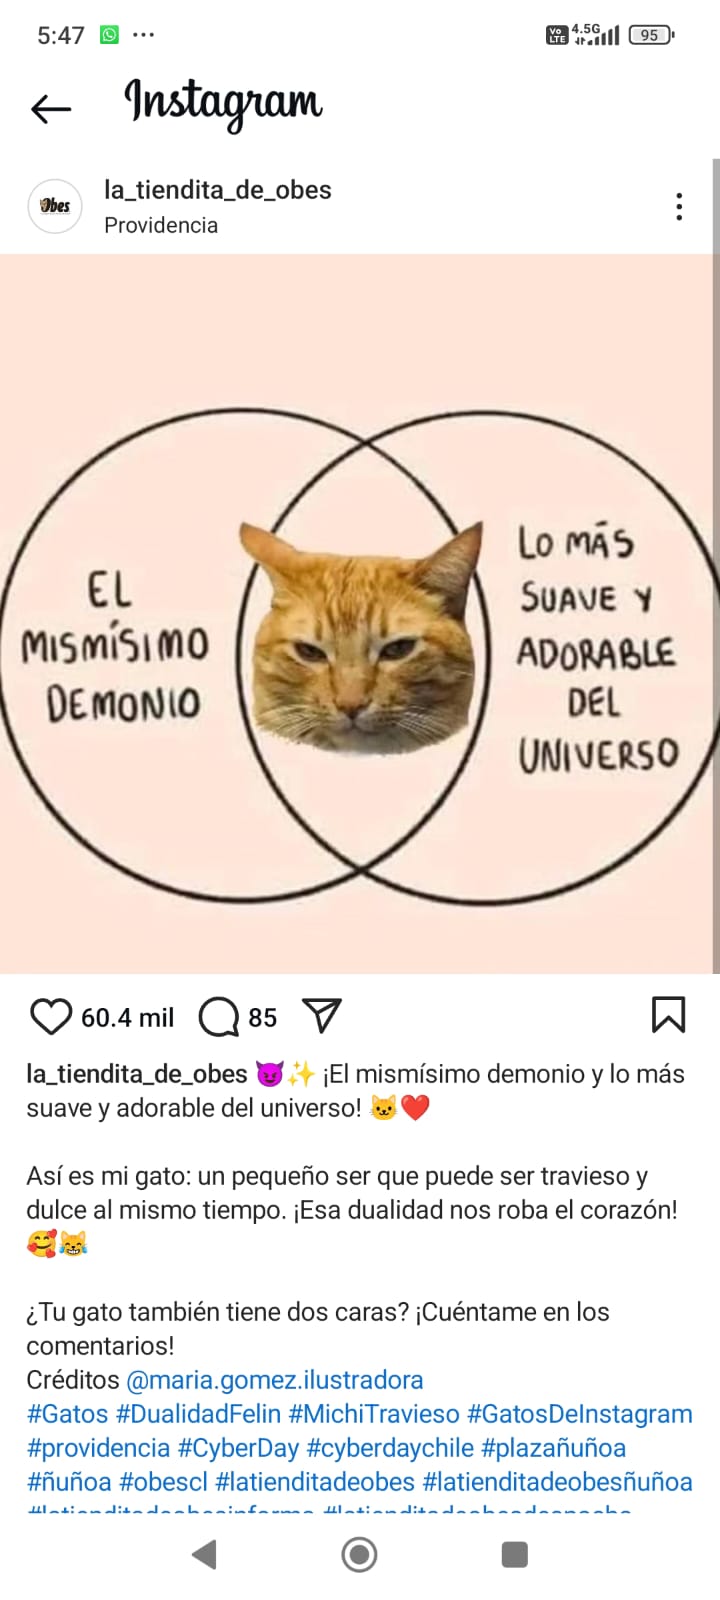 5:47
Vo LTE 4.5G 95
Instagram
Obes
la_tiendita_de_obes
Providencia
EL
MISMÍSIMO
DEMONIO
LO MÁS
SUAVE Y
ADORABLE
DEL
UNIVERSO
60.4 mil 85
la_tiendita_de_obes 😈✨ ¡El mismísimo demonio y lo más
suave y adorable del universo! 🐱❤️
Así es mi gato: un pequeño ser que puede ser travieso y
dulce al mismo tiempo. ¡Esa dualidad nos roba el corazón!
🥰😹
¿Tu gato también tiene dos caras? ¡Cuéntame en los
comentarios!
Créditos @maria.gomez.ilustradora
#Gatos #DualidadFelin #MichiTravieso #GatosDeInstagram
#providencia #CyberDay #cyberdaychile #plazañuñoa
#ñuñoa #obescl #latienditadeobes #latienditadeobesñuñoa